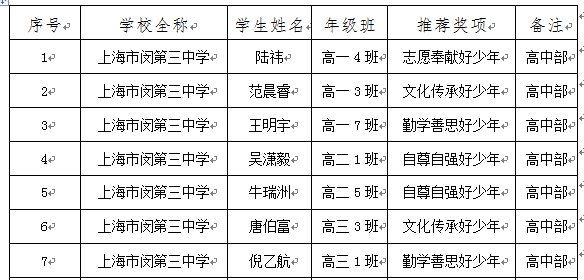 序号 学校全称 学生姓名 年级班 推荐奖项 备注
1 上海市闵第三中学 陆祎 高一4班 志愿奉献好少年 高中部
2 上海市闵第三中学 范晨睿 高一3班 文化传承好少年 高中部
3 上海市闵第三中学 王明宇 高一7班 勤学善思好少年 高中部
4 上海市闵第三中学 吴潇毅 高二1班 自尊自强好少年 高中部
5 上海市闵第三中学 牛瑞洲 高二5班 自尊自强好少年 高中部
6 上海市闵第三中学 唐伯富 高三3班 文化传承好少年 高中部
7 上海市闵第三中学 倪乙航 高三1班 勤学善思好少年 高中部